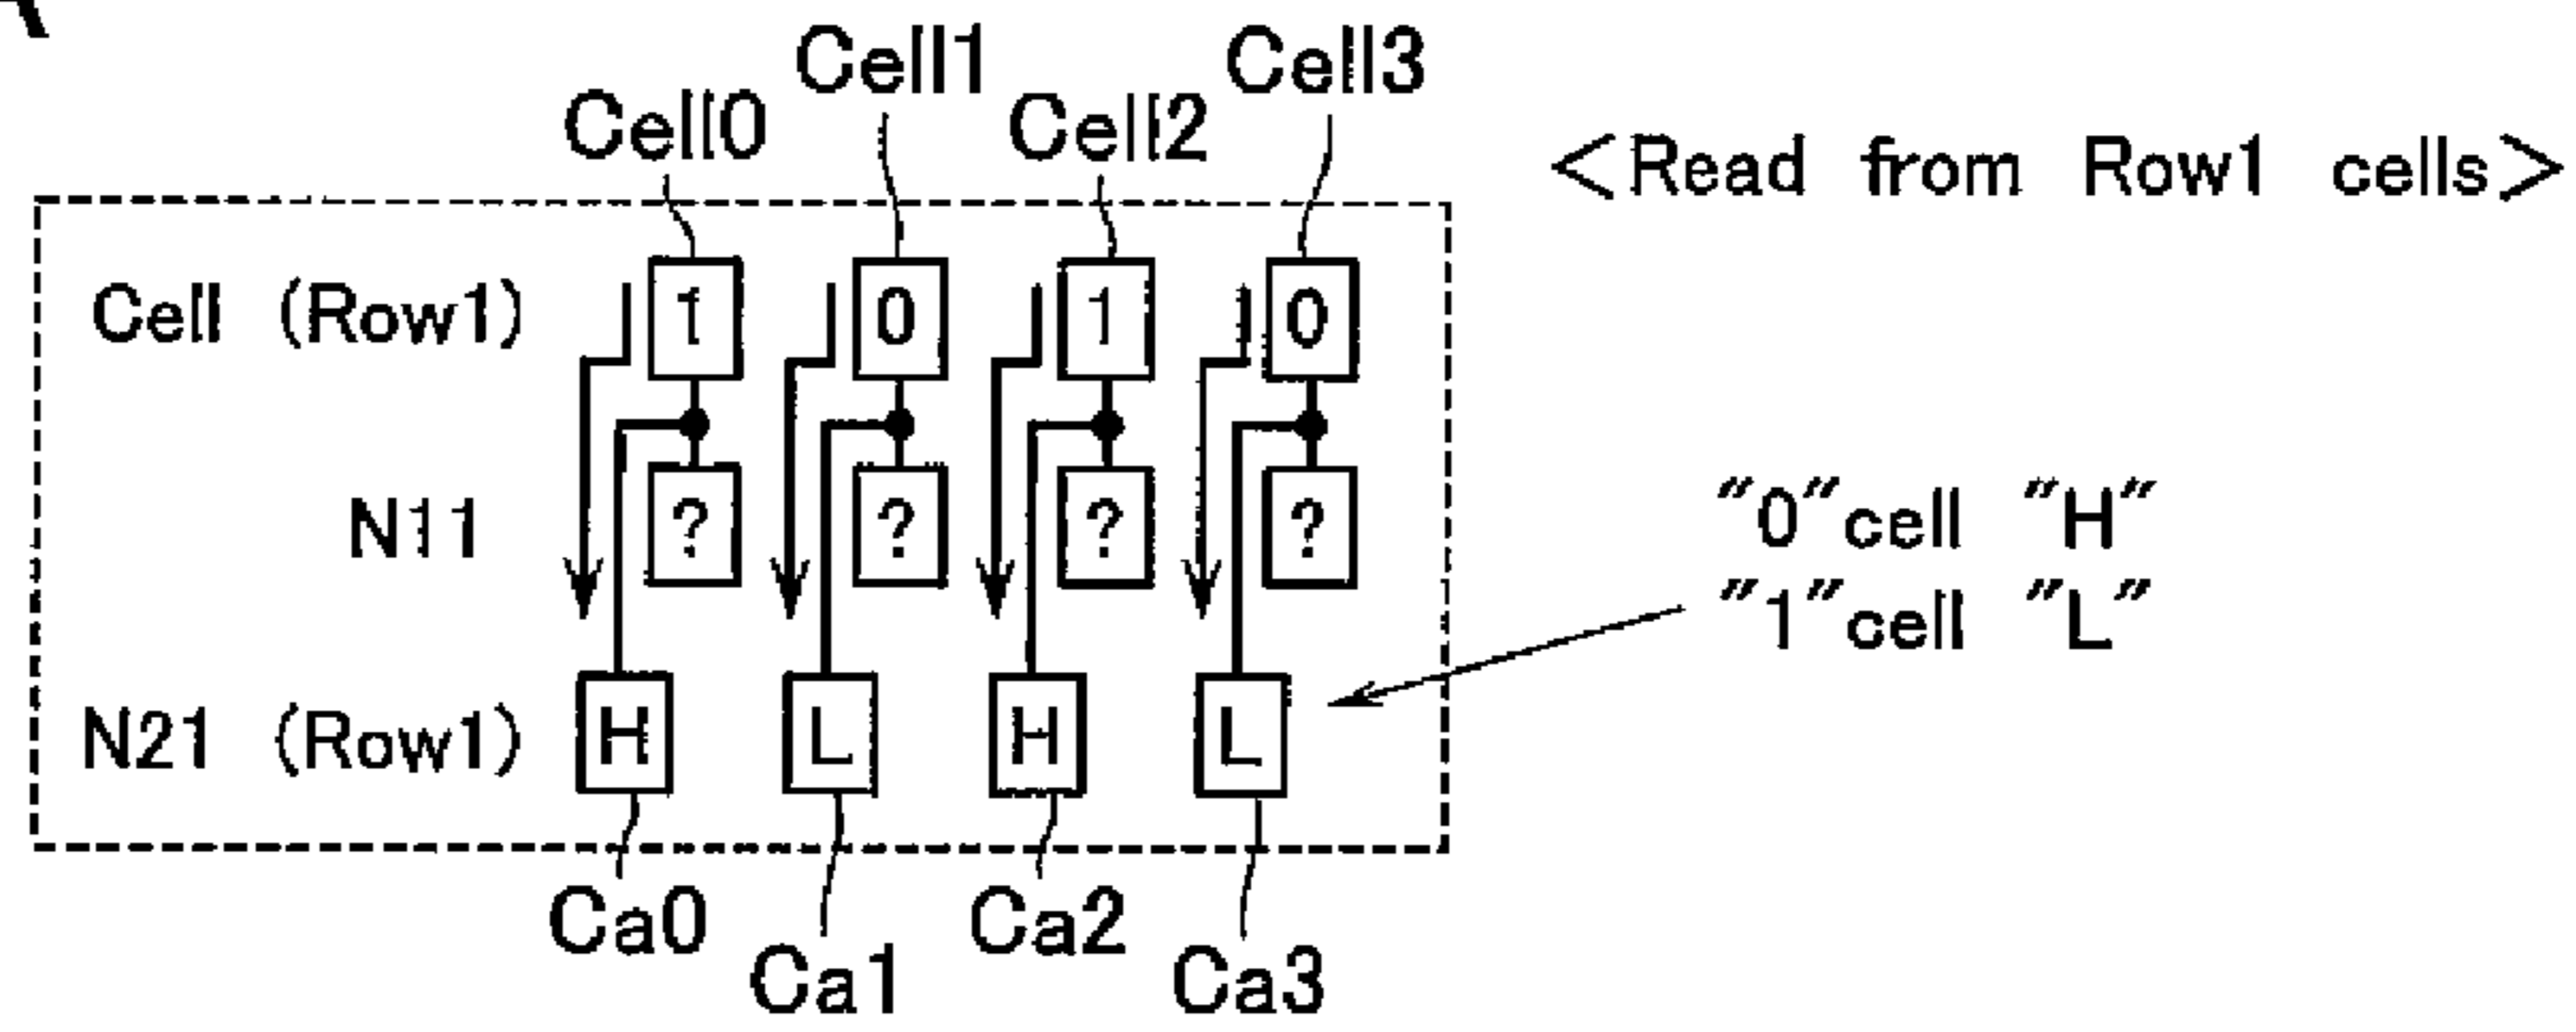 Cell0 Cell1 Cell2 Cell3
<Read from Row1 cells>
Cell (Row1) 1 0 1 0
N11 ? ? ? ?
"0"cell "H"
"1"cell "L"
N21 (Row1) H L H L
Ca0 Ca1 Ca2 Ca3